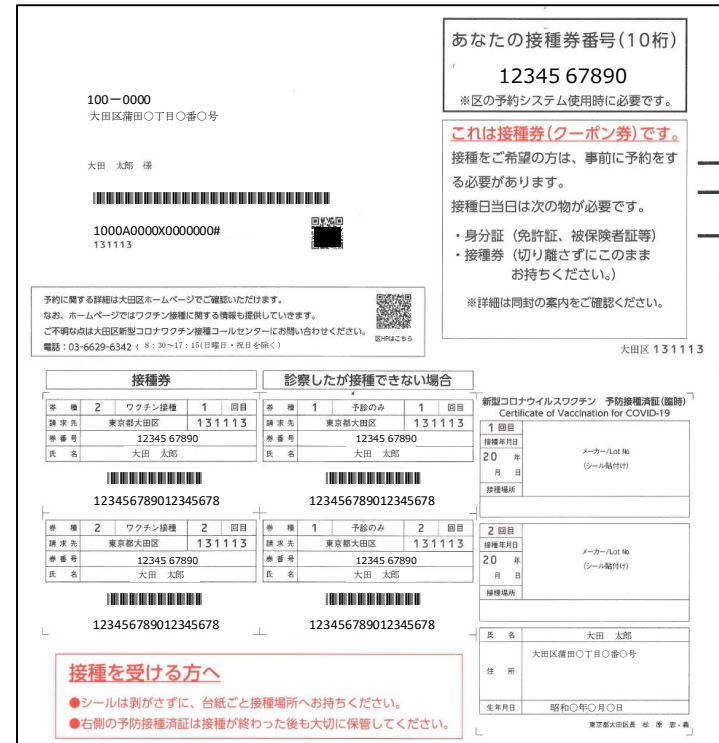 あなたの接種券番号(10桁)
12345 67890
※区の予約システム使用時に必要です。
100-0000
大田区蒲田〇丁目〇番〇号
大田 太郎 様
1000A0000X0000000#
131113
これは接種券(クーポン券)です。
接種をご希望の方は、事前に予約をす
る必要があります。
接種日当日は次の物が必要です。
・身分証(免許証、被保険者証等)
・接種券(切り離さずにこのまま
お持ちください。)
※詳細は同封の案内をご確認ください。
予約に関する詳細は大田区ホームページでご確認いただけます。
なお、ホームページではワクチン接種に関する情報も提供していきます。
ご不明な点は大田区新型コロナワクチン接種コールセンターにお問い合わせください。
電話:03-6629-6342(8:30~17:15(日曜日・祝日を除く)
区HPはこちら
大田区 131113
接種券
券種 2 ワクチン接種 1 回目
請求先 東京都大田区 131113
券番号 12345 67890
氏名 大田 太郎
123456789012345678
診察したが接種できない場合
券種 1 予診のみ 1 回目
請求先 東京都大田区 131113
券番号 12345 67890
氏名 大田 太郎
123456789012345678
券種 2 ワクチン接種 2 回目
請求先 東京都大田区 131113
券番号 12345 67890
氏名 大田 太郎
123456789012345678
券種 1 予診のみ 2 回目
請求先 東京都大田区 131113
券番号 12345 67890
氏名 大田 太郎
123456789012345678
新型コロナウイルスワクチン 予防接種済証(臨時)
Certificate of Vaccination for COVID-19
1 回目
接種年月日
20 年
月 日
接種場所
メーカー/Lot No.
(シール貼付け)
2 回目
接種年月日
20 年
月 日
接種場所
メーカー/Lot No.
(シール貼付け)
氏名 大田 太郎
住所 大田区蒲田〇丁目〇番〇号
生年月日 昭和〇年〇月〇日
東京都大田区長 松原 忠義
接種を受ける方へ
●シールは剥がさずに、台紙ごと接種場所へお持ちください。
●右側の予防接種済証は接種が終わった後も大切に保管してください。